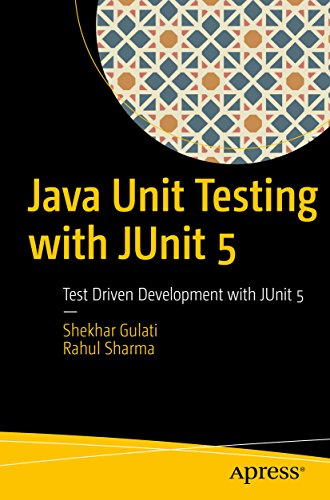 Java Unit Testing
with JUnit 5
Test Driven Development with JUnit 5
—
Shekhar Gulati
Rahul Sharma
Apress®